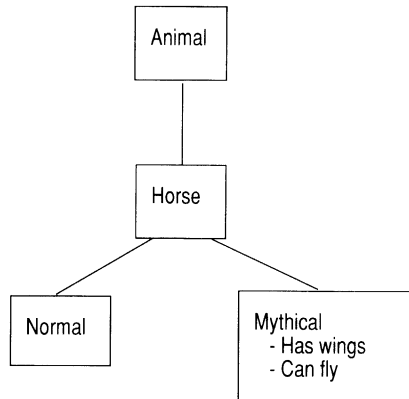 Animal
Horse
Normal
Mythical
- Has wings
- Can fly